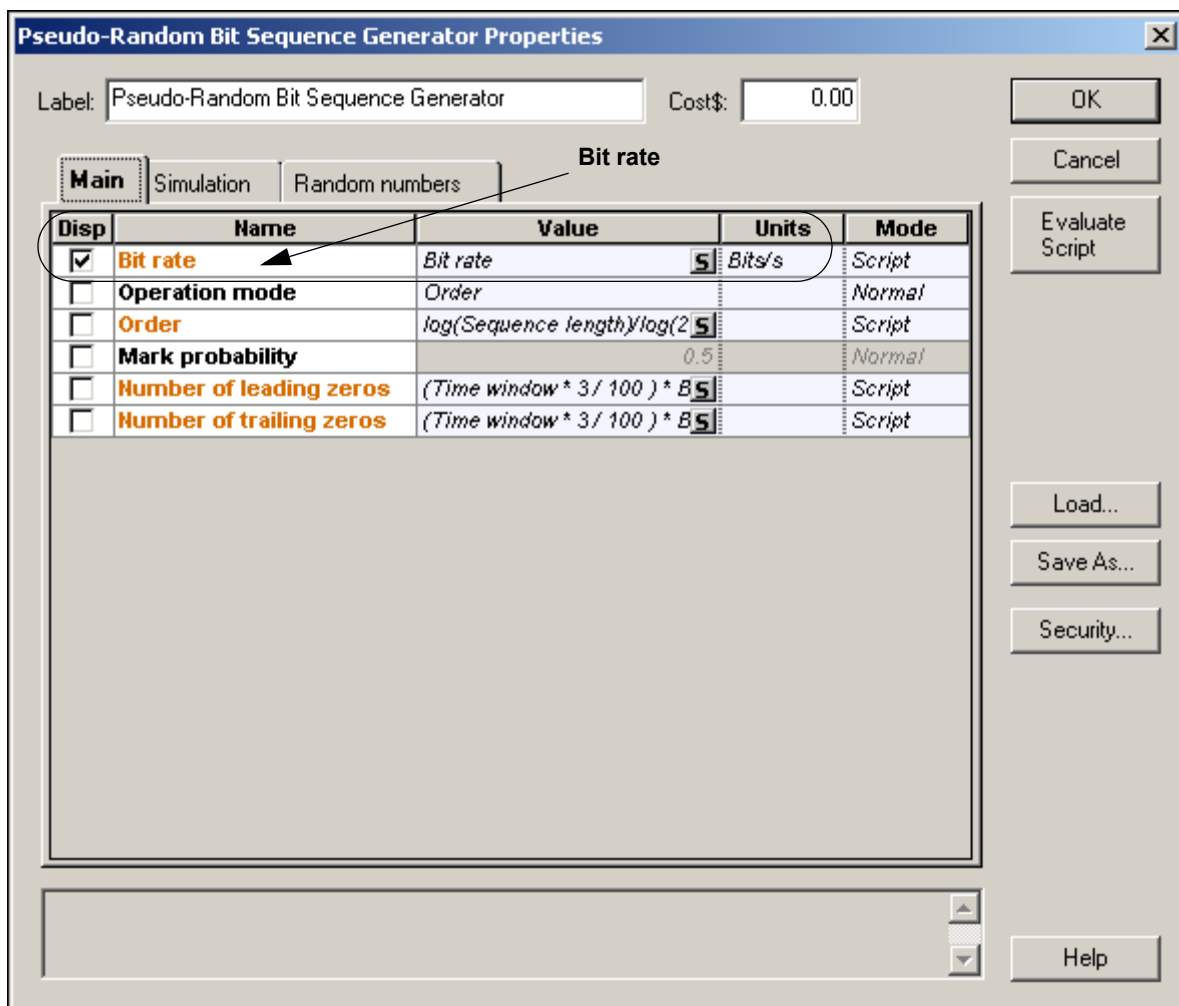 Pseudo-Random Bit Sequence Generator Properties
Label: Pseudo-Random Bit Sequence Generator Cost$: 0.00 OK
Bit rate
Cancel
Main Simulation Random numbers
Evaluate Script
Disp Name Value Units Mode
Bit rate Bit rate S Bits/s Script
Operation mode Order Normal
Order log(Sequence length)/log(2 S Script
Mark probability 0.5 Normal
Number of leading zeros (Time window * 3 / 100 ) * B S Script
Number of trailing zeros (Time window * 3 / 100 ) * B S Script
Load...
Save As...
Security...
Help